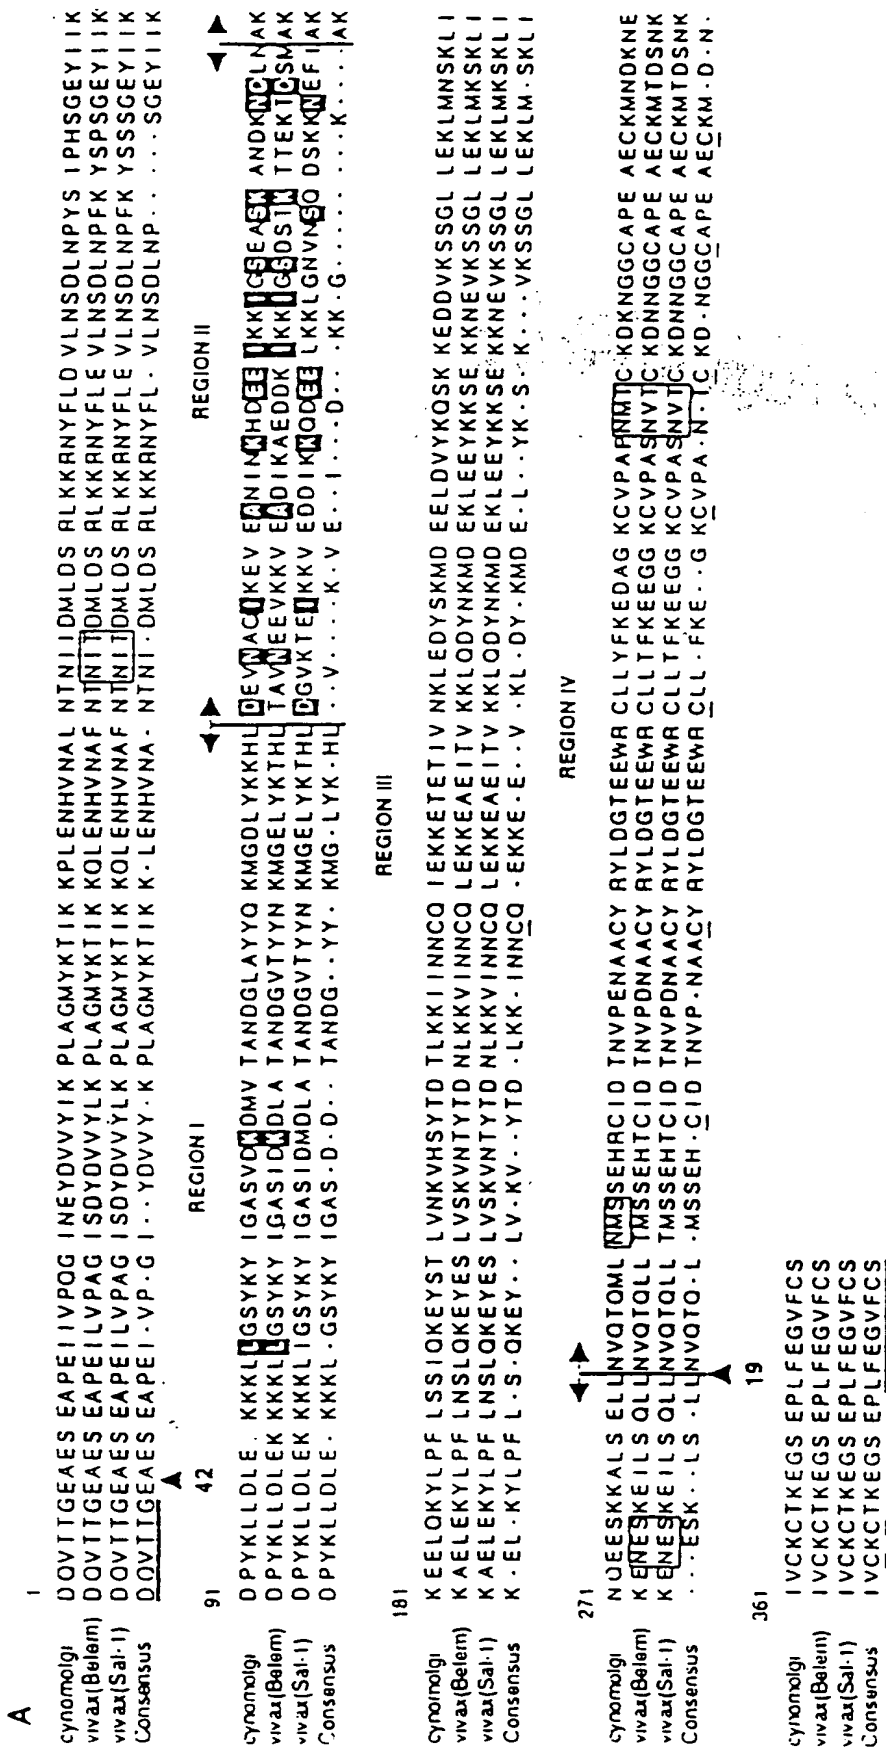 A
1
cynomolgi DQVTTGEAES EAPEIIVPQG INEYDVVYIK PLAGMYKTIK KPLENHVNAL NTNIIDMLDS RLKKRNYFLD VLNSDLNPYS IPHSGEYIIK
vivax(Belem) DQVTTGEAES EAPEILVPAG ISDYDVVYLK PLAGMYKTIK KQLENHVNAF NTNITDMLDS RLKKRNYFLE VLNSDLNPFK YSPSGEYIIK
vivax(Sal-1) DQVTTGEAES EAPEILVPAG ISDYDVVYLK PLAGMYKTIK KQLENHVNAF NTNITDMLDS RLKKRNYFLE VLNSDLNPFK YSSSGEYIIK
Consensus DQVTTGEAES EAPEI-VP-G I--YDVVY-K PLAGMYKTIK K-LENHVNA- NTNI-DMLDS RLKKRNYFL- VLNSDLNP-- ---SGEYIIK
42
REGION I
REGION II
91
cynomolgi DPYKLLDLE- KKKLLGSYKY IGASVDKDMV TANDGLAYYQ KMGDLYKKHL DEVNACIKEV EANINKHDEE IKKIGSEASK ANDKNQLNAK
vivax(Belem) DPYKLLDLEK KKKLLGSYKY IGASIDKDLA TANDGVTYYN KMGELYKTHL TAVNEEVKKV EADIKAEDDK IKKIGSDSTK TTEKTQSMAK
vivax(Sal-1) DPYKLLDLEK KKKLIGSYKY IGASIDMDLA TANDGVTYYN KMGELYKTHL DGVKTEIKKV EDDIKKQDEE LKKLGNVNSQ DSKKNEFIAK
Consensus DPYKLLDLE- KKKL-GSYKY IGAS-D-D-- TANDG--YY- KMG-LYK-HL --V----K-V E--I---D-- -KK-G----- ---K----AK
REGION III
181
cynomolgi KEELQKYLPF LSSIQKEYST LVNKVHSYTD TLKKIINNCQ IEKKETETIV NKLEDYSKMD EELDVYKQSK KEDDVKSSGL LEKLMNSKLI
vivax(Belem) KAELEKYLPF LNSLQKEYES LVSKVNTYTD NLKKVINNCQ LEKKEAEITV KKLQDYNKMD EKLEEYKKSE KKNEVKSSGL LEKLMKSKLI
vivax(Sal-1) KAELEKYLPF LNSLQKEYES LVSKVNTYTD NLKKVINNCQ LEKKEAEITV KKLQDYNKMD EKLEEYKKSE KKNEVKSSGL LEKLMKSKLI
Consensus K-EL-KYLPF L-S-QKEY-- LV-KV--YTD -LKK-INNCQ -EKKE-E--V -KL-DY-KMD E-L--YK-S- K---VKSSGL LEKLM-SKLI
REGION IV
271
cynomolgi NQEESKKALS ELLNVQTQML NMSSEHRCID TNVPENAACY RYLDGTEEWR CLLYFKEDAG KCVPAPNMTC KDKNGGCAPE AECKMNDKNE
vivax(Belem) KENESKEILS QLLNVQTQLL TMSSEHTCID TNVPDNAACY RYLDGTEEWR CLLTFKEEGG KCVPASNVTC KDNNGGCAPE AECKMTDSNK
vivax(Sal-1) KENESKEILS QLLNVQTQLL TMSSEHTCID TNVPDNAACY RYLDGTEEWR CLLTFKEEGG KCVPASNVTC KDNNGGCAPE AECKMTDSNK
Consensus ---ESK--LS -LLNVQTQ-L -MSSEH-CID TNVP-NAACY RYLDGTEEWR CLL-FKE--G KCVPA-N-TC KD-NGGCAPE AECKM-D-N-
19
361
cynomolgi IVCKCTKEGS EPLFEGVFCS
vivax(Belem) IVCKCTKEGS EPLFEGVFCS
vivax(Sal-1) IVCKCTKEGS EPLFEGVFCS
Consensus IVCKCTKEGS EPLFEGVFCS